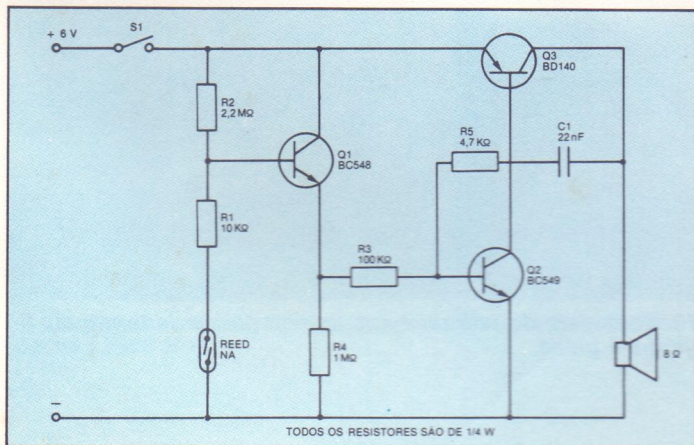 + 6 V
S1
Q3
BD140
R2
2,2 MΩ
R5
4,7 KΩ
C1
22 nF
Q1
BC548
R1
10 KΩ
R3
100 KΩ
Q2
BC549
REED
NA
R4
1 MΩ
8 Ω
–
TODOS OS RESISTORES SÃO DE 1/4 W